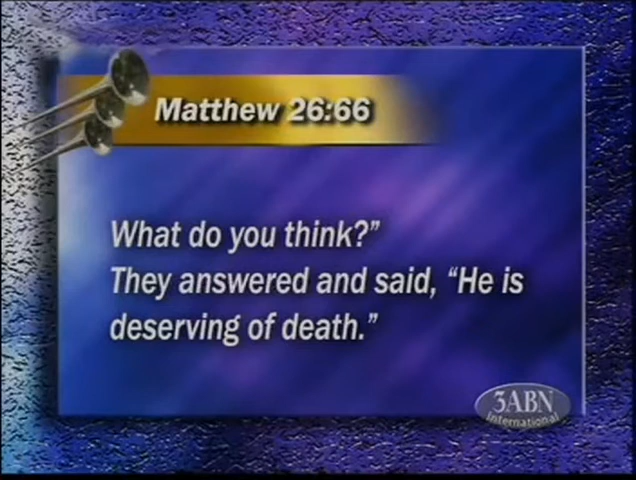 Matthew 26:66
What do you think?”
They answered and said, “He is
deserving of death.”
3ABN
International